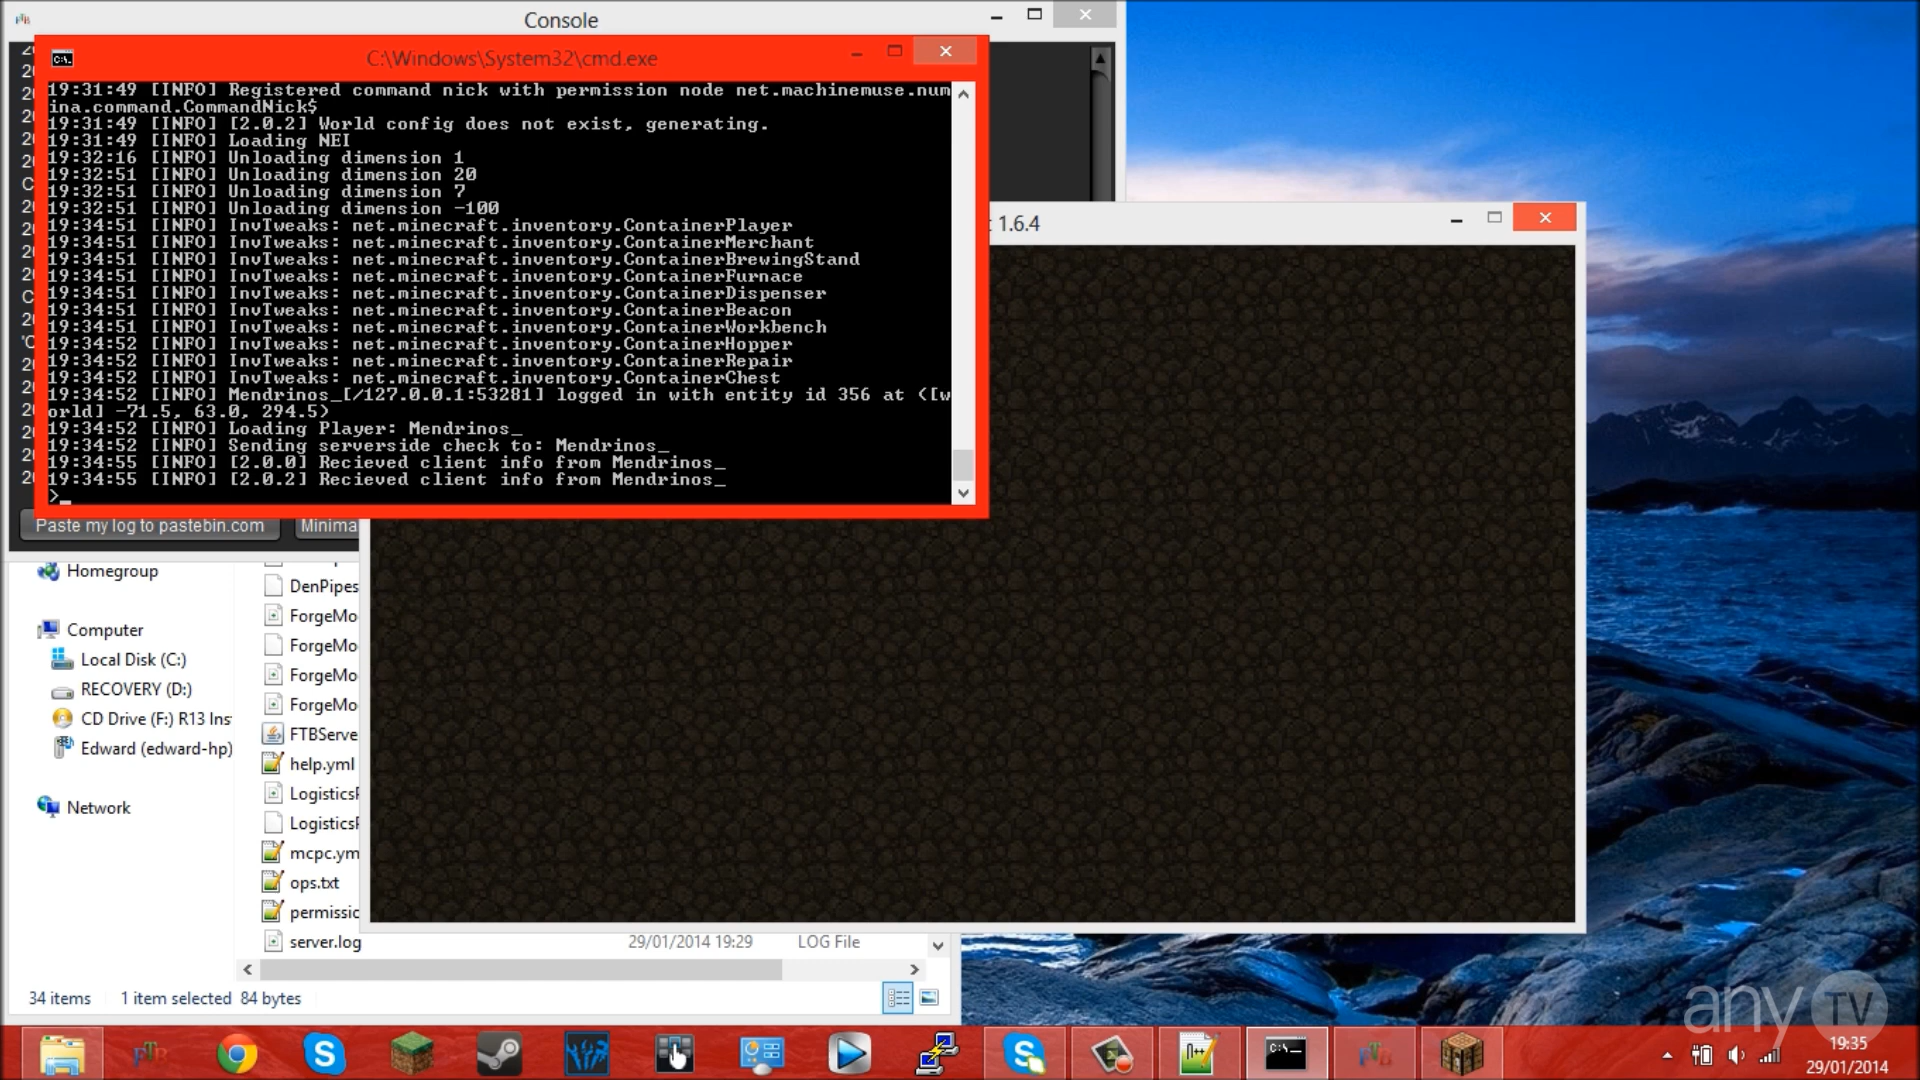 Console
C:\Windows\System32\cmd.exe
19:31:49 [INFO] Registered command nick with permission node net.machinemuse.num
ina.command.CommandNick$
19:31:49 [INFO] [2.0.2] World config does not exist, generating.
19:31:49 [INFO] Loading NEI
19:32:16 [INFO] Unloading dimension 1
19:32:51 [INFO] Unloading dimension 20
19:32:51 [INFO] Unloading dimension 7
19:32:51 [INFO] Unloading dimension -100
19:34:51 [INFO] InvTweaks: net.minecraft.inventory.ContainerPlayer
19:34:51 [INFO] InvTweaks: net.minecraft.inventory.ContainerMerchant
19:34:51 [INFO] InvTweaks: net.minecraft.inventory.ContainerBrewingStand
19:34:51 [INFO] InvTweaks: net.minecraft.inventory.ContainerFurnace
19:34:51 [INFO] InvTweaks: net.minecraft.inventory.ContainerDispenser
19:34:51 [INFO] InvTweaks: net.minecraft.inventory.ContainerBeacon
19:34:51 [INFO] InvTweaks: net.minecraft.inventory.ContainerWorkbench
19:34:52 [INFO] InvTweaks: net.minecraft.inventory.ContainerHopper
19:34:52 [INFO] InvTweaks: net.minecraft.inventory.ContainerRepair
19:34:52 [INFO] InvTweaks: net.minecraft.inventory.ContainerChest
19:34:52 [INFO] Mendrinos_[/127.0.0.1:53281] logged in with entity id 356 at ([w
orld] -71.5, 63.0, 294.5)
19:34:52 [INFO] Loading Player: Mendrinos_
19:34:52 [INFO] Sending serverside check to: Mendrinos_
19:34:55 [INFO] [2.0.0] Recieved client info from Mendrinos_
19:34:55 [INFO] [2.0.2] Recieved client info from Mendrinos_
>_
1.6.4
Paste my log to pastebin.com
Minima
Homegroup
Computer
Local Disk (C:)
RECOVERY (D:)
CD Drive (F:) R13 Ins
Edward (edward-hp)
Network
DenPipes
ForgeMo
ForgeMo
ForgeMo
ForgeMo
FTBServe
help.yml
Logistics
Logistics
mcpc.ym
ops.txt
permissic
server.log 29/01/2014 19:29 LOG File
34 items 1 item selected 84 bytes
any TV
19:35
29/01/2014